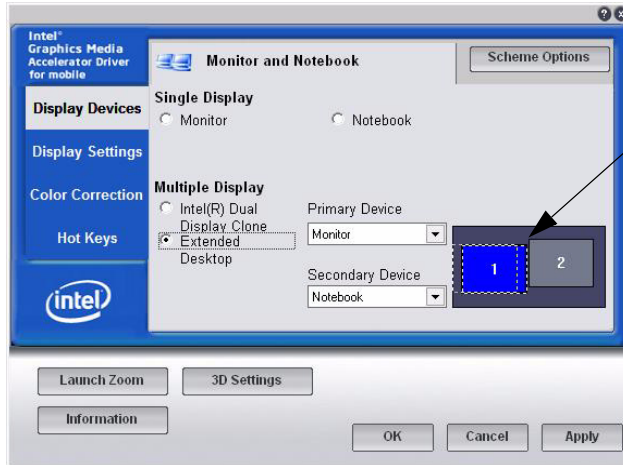 Intel®
Graphics Media
Accelerator Driver
for mobile
Monitor and Notebook
Scheme Options
Display Devices
Display Settings
Color Correction
Hot Keys
intel
Single Display
Monitor
Notebook
Multiple Display
Intel(R) Dual
Display Clone
Extended
Desktop
Primary Device
Monitor
Secondary Device
Notebook
1
2
Launch Zoom
3D Settings
Information
OK
Cancel
Apply